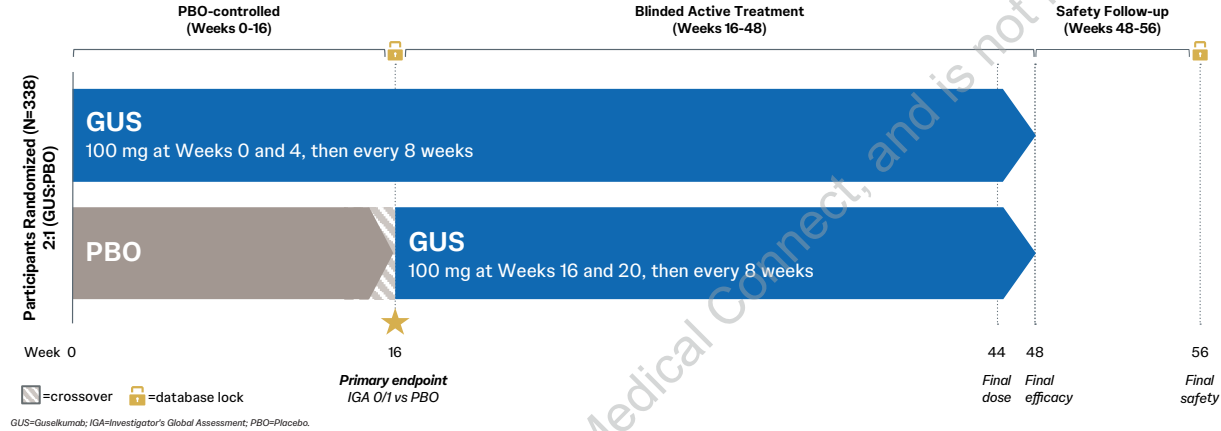 PBO-controlled
(Weeks 0-16)
Blinded Active Treatment
(Weeks 16-48)
Safety Follow-up
(Weeks 48-56)
Participants Randomized (N=338)
2:1 (GUS:PBO)
GUS
100 mg at Weeks 0 and 4, then every 8 weeks
PBO
GUS
100 mg at Weeks 16 and 20, then every 8 weeks
Week 0
16
44
48
56
Primary endpoint
IGA 0/1 vs PBO
Final
dose
Final
efficacy
Final
safety
=crossover
=database lock
GUS=Guselkumab; IGA=Investigator's Global Assessment; PBO=Placebo.
Medical Connect, and is not